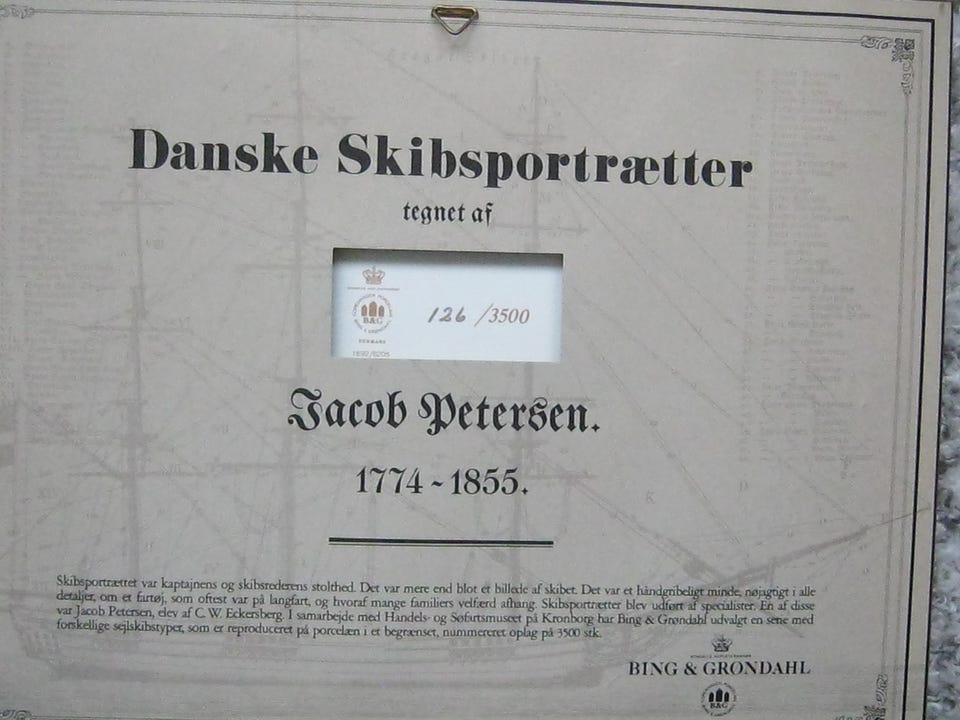 Danske Skibsportrætter
tegnet af
B&G
DENMARK
126 /3500
Jacob Petersen.
1774 - 1855.
Skibsportrættet var kaptajnens og skibsrederens stolthed. Det var mere end blot et billede af skibet. Det var et håndgribeligt minde, nøjagtigt i alle
detaljer, om et fartøj, som oftest var på langfart, og hvoraf mange familiers velfærd afhang. Skibsportrætter blev udført af specialister. En af disse
var Jacob Petersen, elev af C. W. Eckersberg. I samarbejde med Handels- og Søfartsmuseet på Kronborg har Bing & Grøndahl udvalgt en serie med
forskellige sejlskibstyper, som er reproduceret på porcelæn i et begrænset, nummereret oplag på 3500 stk.
BING & GRØNDAHL
B&G